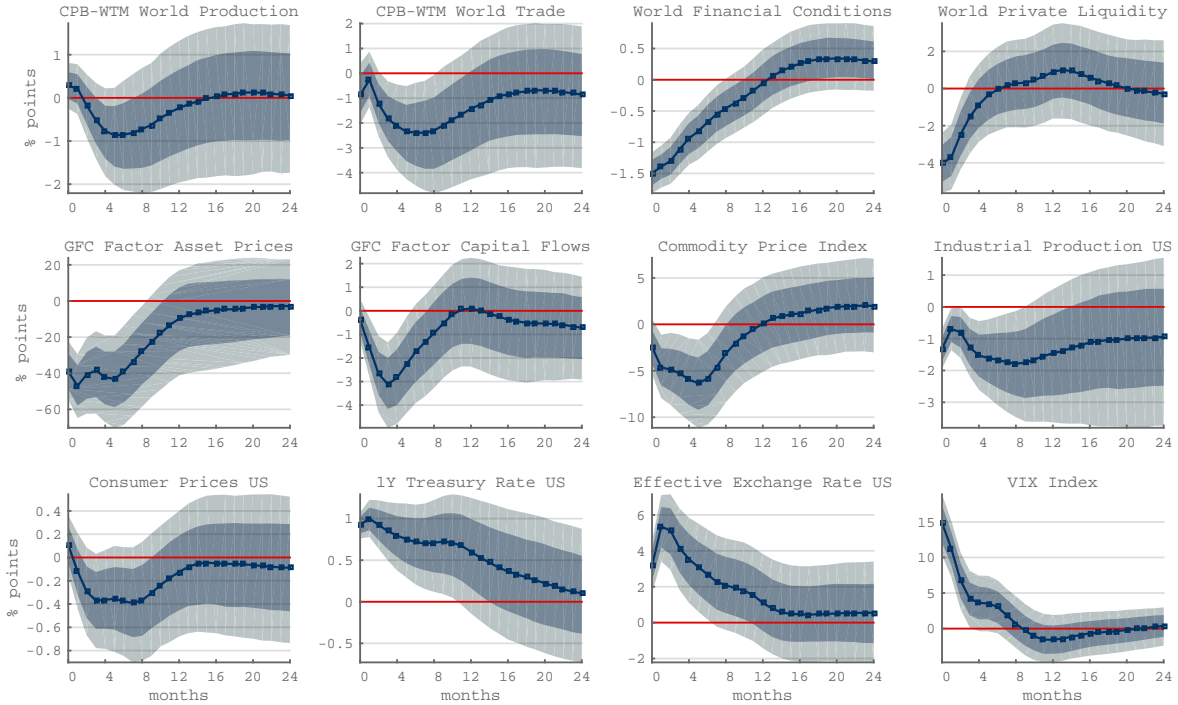 CPB-WTM World Production
CPB-WTM World Trade
World Financial Conditions
World Private Liquidity
% points
1
0
-1
-2
0 4 8 12 16 20 24
2
1
0
-1
-2
-3
-4
0 4 8 12 16 20 24
0.5
0
-0.5
-1
-1.5
0 4 8 12 16 20 24
2
0
-2
-4
0 4 8 12 16 20 24
GFC Factor Asset Prices
GFC Factor Capital Flows
Commodity Price Index
Industrial Production US
% points
20
0
-20
-40
-60
0 4 8 12 16 20 24
2
1
0
-1
-2
-3
-4
0 4 8 12 16 20 24
5
0
-5
-10
0 4 8 12 16 20 24
1
0
-1
-2
-3
0 4 8 12 16 20 24
Consumer Prices US
1Y Treasury Rate US
Effective Exchange Rate US
VIX Index
% points
0.4
0.2
0
-0.2
-0.4
-0.6
-0.8
0 4 8 12 16 20 24
months
1
0.5
0
-0.5
0 4 8 12 16 20 24
months
6
4
2
0
-2
0 4 8 12 16 20 24
months
15
10
5
0
0 4 8 12 16 20 24
months